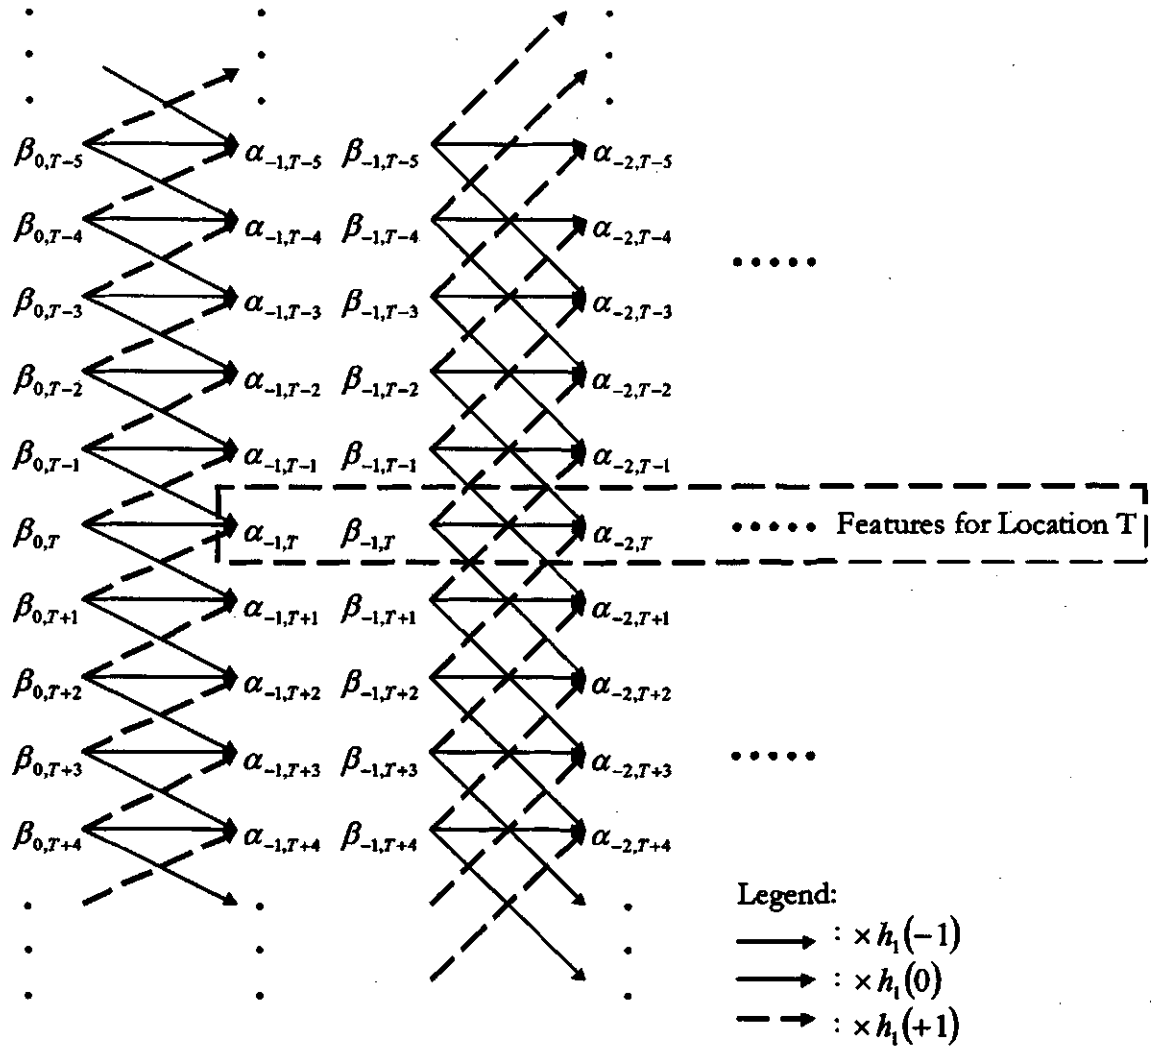 β₀,T₋₅ α₋₁,T₋₅ β₋₁,T₋₅ α₋₂,T₋₅
β₀,T₋₄ α₋₁,T₋₄ β₋₁,T₋₄ α₋₂,T₋₄
β₀,T₋₃ α₋₁,T₋₃ β₋₁,T₋₃ α₋₂,T₋₃
β₀,T₋₂ α₋₁,T₋₂ β₋₁,T₋₂ α₋₂,T₋₂
β₀,T₋₁ α₋₁,T₋₁ β₋₁,T₋₁ α₋₂,T₋₁
β₀,T α₋₁,T β₋₁,T α₋₂,T ..... Features for Location T
β₀,T₊₁ α₋₁,T₊₁ β₋₁,T₊₁ α₋₂,T₊₁
β₀,T₊₂ α₋₁,T₊₂ β₋₁,T₊₂ α₋₂,T₊₂
β₀,T₊₃ α₋₁,T₊₃ β₋₁,T₊₃ α₋₂,T₊₃
β₀,T₊₄ α₋₁,T₊₄ β₋₁,T₊₄ α₋₂,T₊₄
Legend:
: ×h₁(−1)
: ×h₁(0)
: ×h₁(+1)